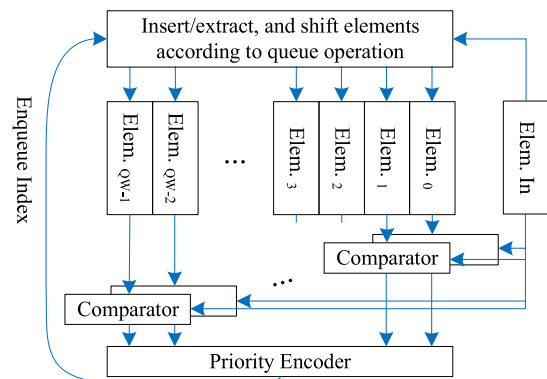 Insert/extract, and shift elements
according to queue operation
Enqueue Index
Elem. QW-1
Elem. QW-2
...
Elem. 3
Elem. 2
Elem. 1
Elem. 0
Elem. In
Comparator
...
Comparator
Priority Encoder